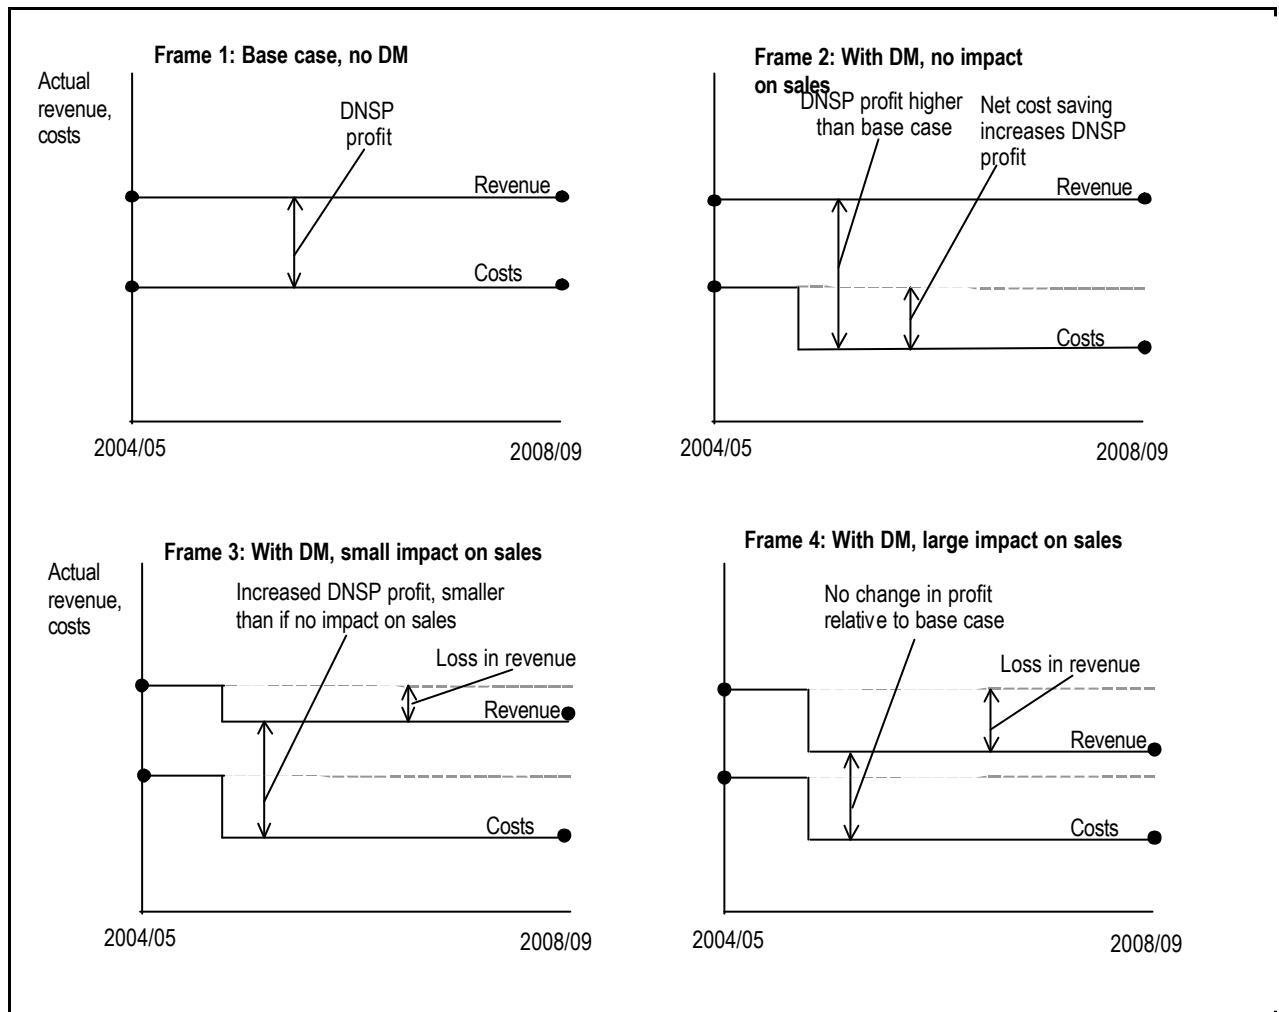 Frame 1: Base case, no DM
Actual
revenue,
costs
DNSP
profit
Revenue
Costs
2004/05
2008/09
Frame 2: With DM, no impact
on sales
DNSP profit higher
than base case
Net cost saving
increases DNSP
profit
Revenue
Costs
2004/05
2008/09
Frame 3: With DM, small impact on sales
Actual
revenue,
costs
Increased DNSP profit, smaller
than if no impact on sales
Loss in revenue
Revenue
Costs
2004/05
2008/09
Frame 4: With DM, large impact on sales
No change in profit
relative to base case
Loss in revenue
Revenue
Costs
2004/05
2008/09